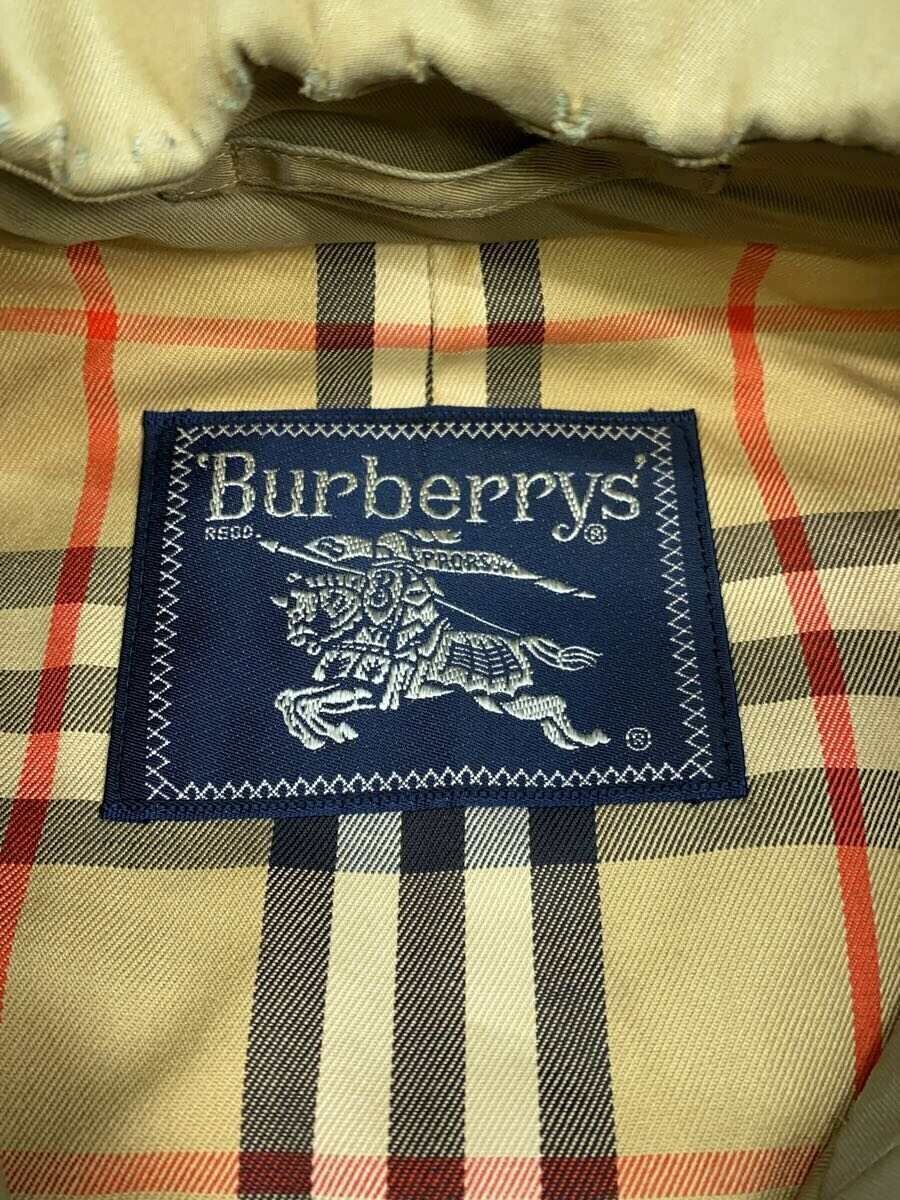 'Burberrys'
REGD. ®
PRORSUM
®